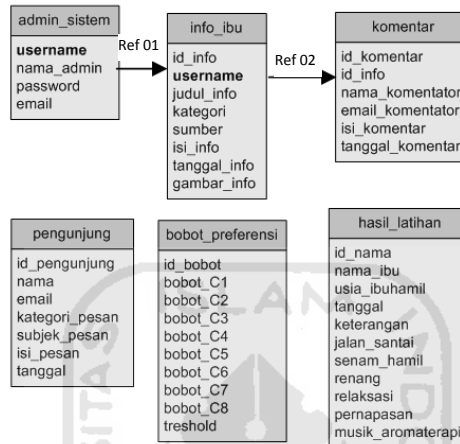 admin_sistem
username
nama_admin
password
email
Ref 01
info_ibu
id_info
username
judul_info
kategori
sumber
isi_info
tanggal_info
gambar_info
Ref 02
komentar
id_komentar
id_info
nama_komentator
email_komentator
isi_komentar
tanggal_komentar
pengunjung
id_pengunjung
nama
email
kategori_pesan
subjek_pesan
isi_pesan
tanggal
bobot_preferensi
id_bobot
bobot_C1
bobot_C2
bobot_C3
bobot_C4
bobot_C5
bobot_C6
bobot_C7
bobot_C8
treshold
hasil_latihan
id_nama
nama_ibu
usia_ibuhamil
tanggal
keterangan
jalan_santai
senam_hamil
renang
relaksasi
pernapasan
musik_aromaterapi
ISLAM